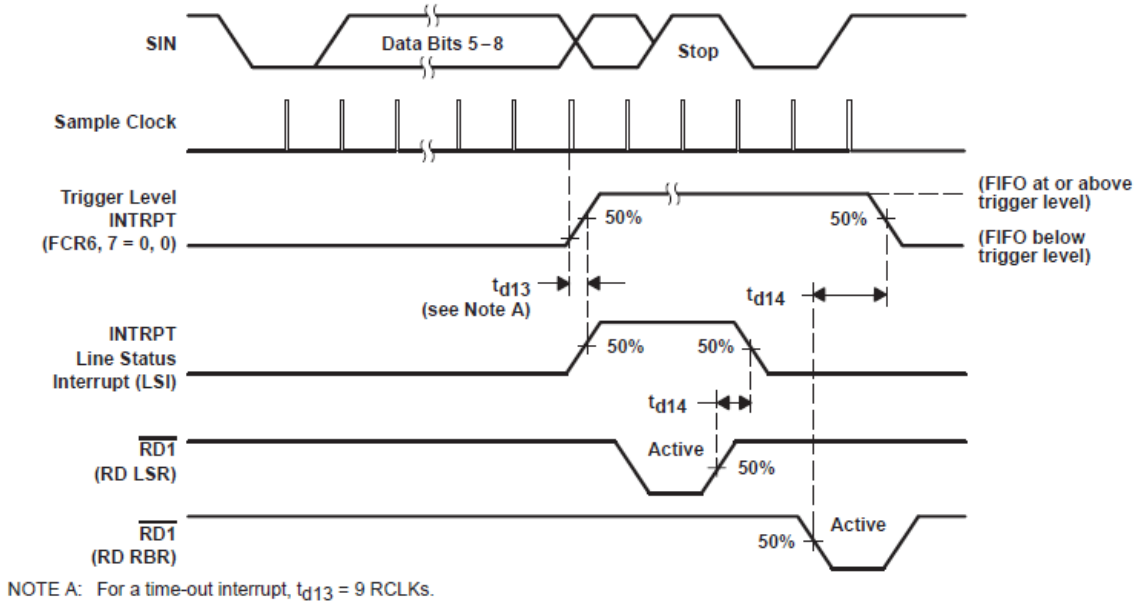 SIN
Data Bits 5–8
Stop
Sample Clock
Trigger Level
INTRPT
(FCR6, 7 = 0, 0)
50%
50%
(FIFO at or above
trigger level)
(FIFO below
trigger level)
td13
(see Note A)
td14
INTRPT
Line Status
Interrupt (LSI)
50%
50%
td14
RD1
(RD LSR)
Active
50%
RD1
(RD RBR)
50%
Active
NOTE A: For a time-out interrupt, td13 = 9 RCLKs.